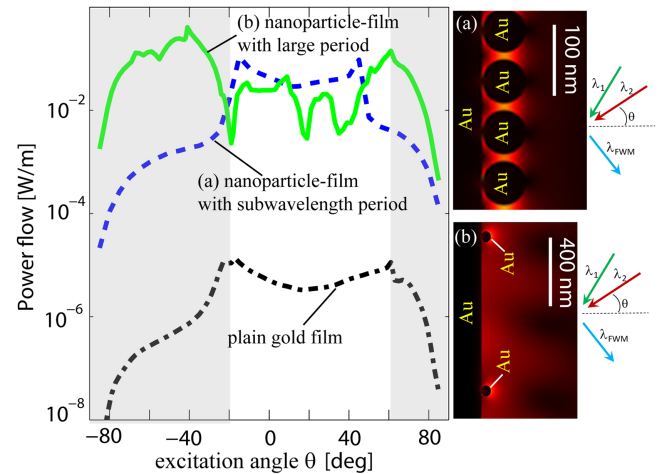 (b) nanoparticle-film
with large period
10⁻²
(a) nanoparticle-film
with subwavelength period
10⁻⁴
Power flow [W/m]
10⁻⁶
plain gold film
10⁻⁸
−80
−40
0
40
80
excitation angle θ [deg]
(a)
Au
Au
Au
Au
Au
100 nm
λ₁
λ₂
θ
λFWM
(b)
Au
Au
Au
400 nm
λ₁
λ₂
θ
λFWM